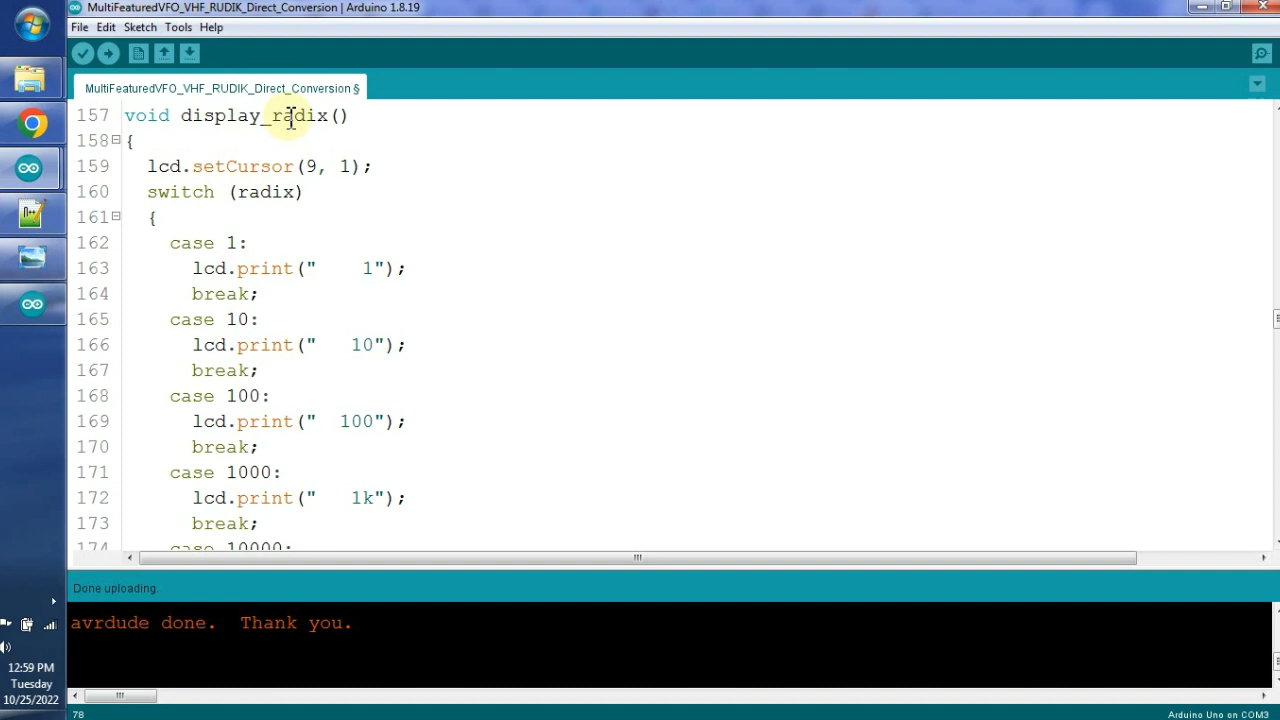 MultiFeaturedVFO_VHF_RUDIK_Direct_Conversion | Arduino 1.8.19
File Edit Sketch Tools Help
MultiFeaturedVFO_VHF_RUDIK_Direct_Conversion §
157 void display_radix()
158 {
159 lcd.setCursor(9, 1);
160 switch (radix)
161 {
162 case 1:
163 lcd.print("    1");
164 break;
165 case 10:
166 lcd.print("   10");
167 break;
168 case 100:
169 lcd.print("  100");
170 break;
171 case 1000:
172 lcd.print("   1k");
173 break;
174 case 10000:
Done uploading.
avrdude done.  Thank you.
12:59 PM
Tuesday
10/25/2022
78
Arduino Uno on COM3